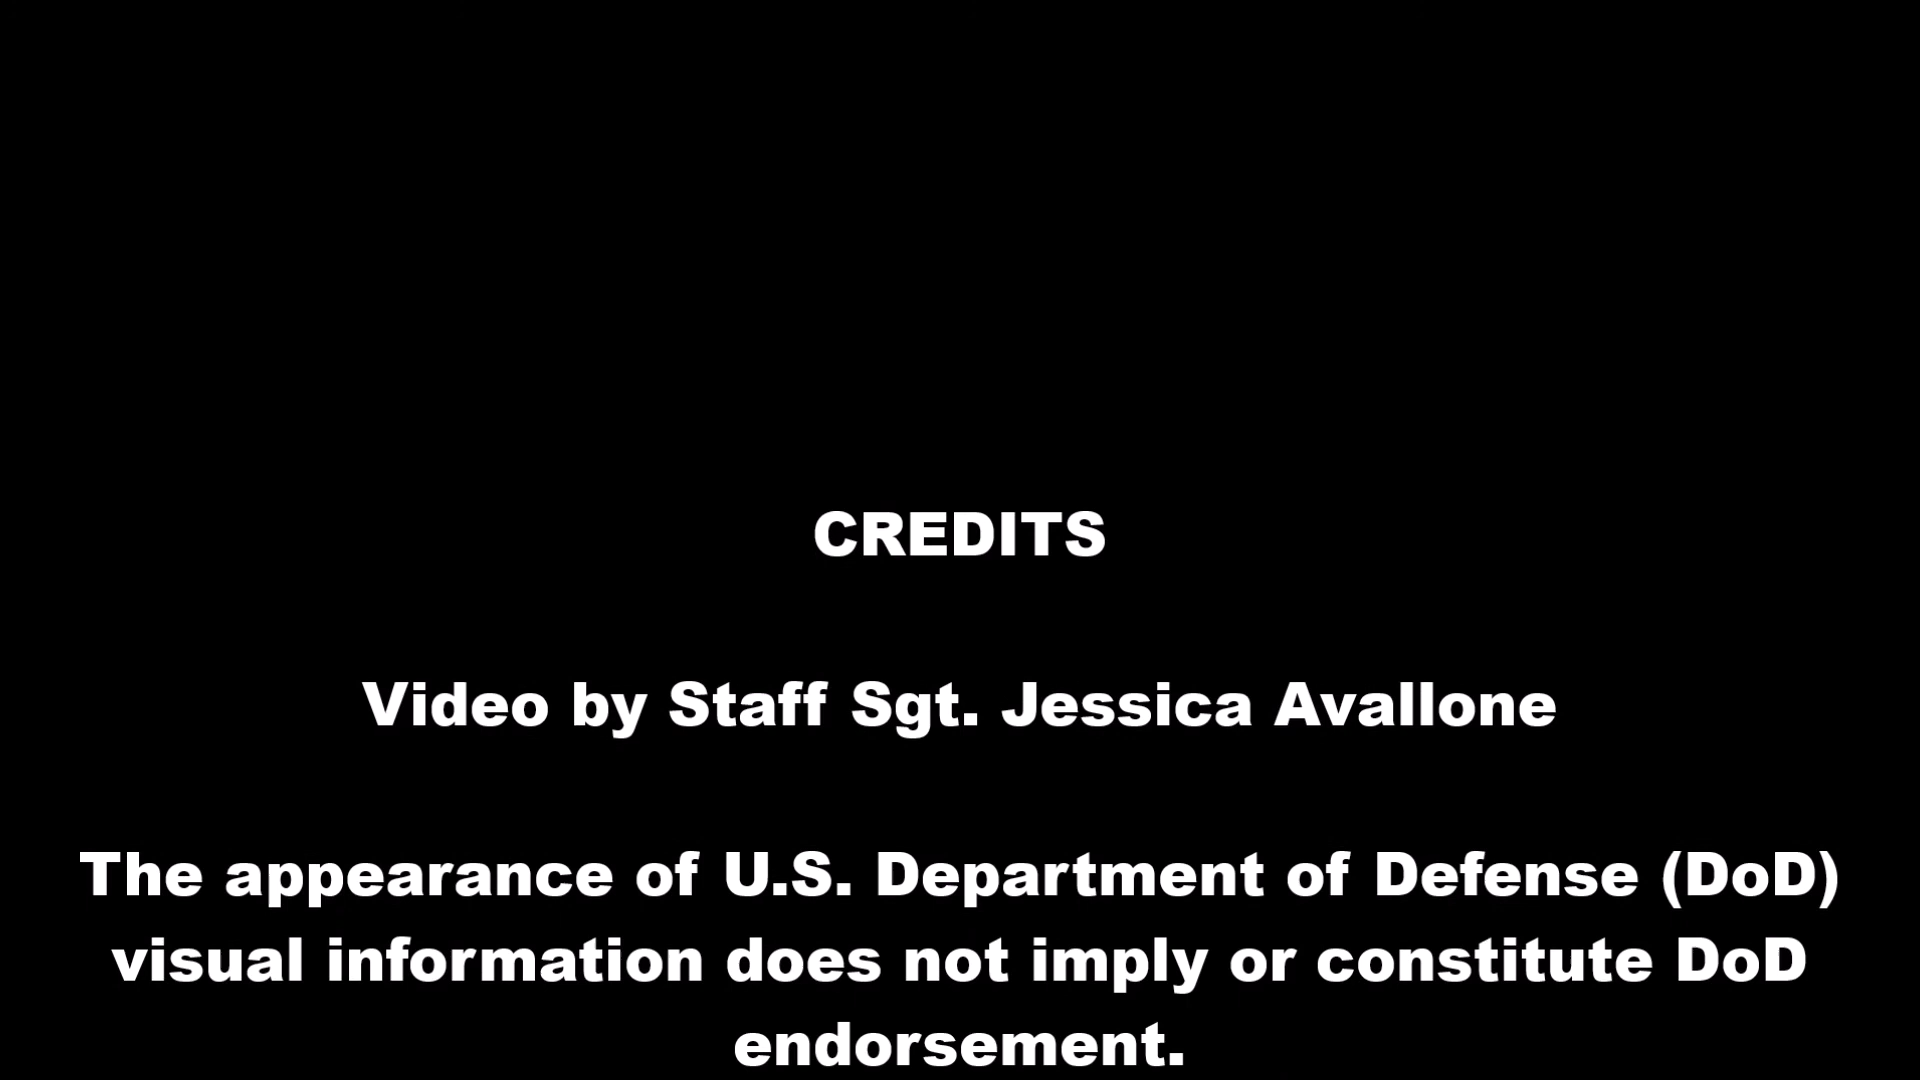 CREDITS
Video by Staff Sgt. Jessica Avallone
The appearance of U.S. Department of Defense (DoD)
visual information does not imply or constitute DoD
endorsement.